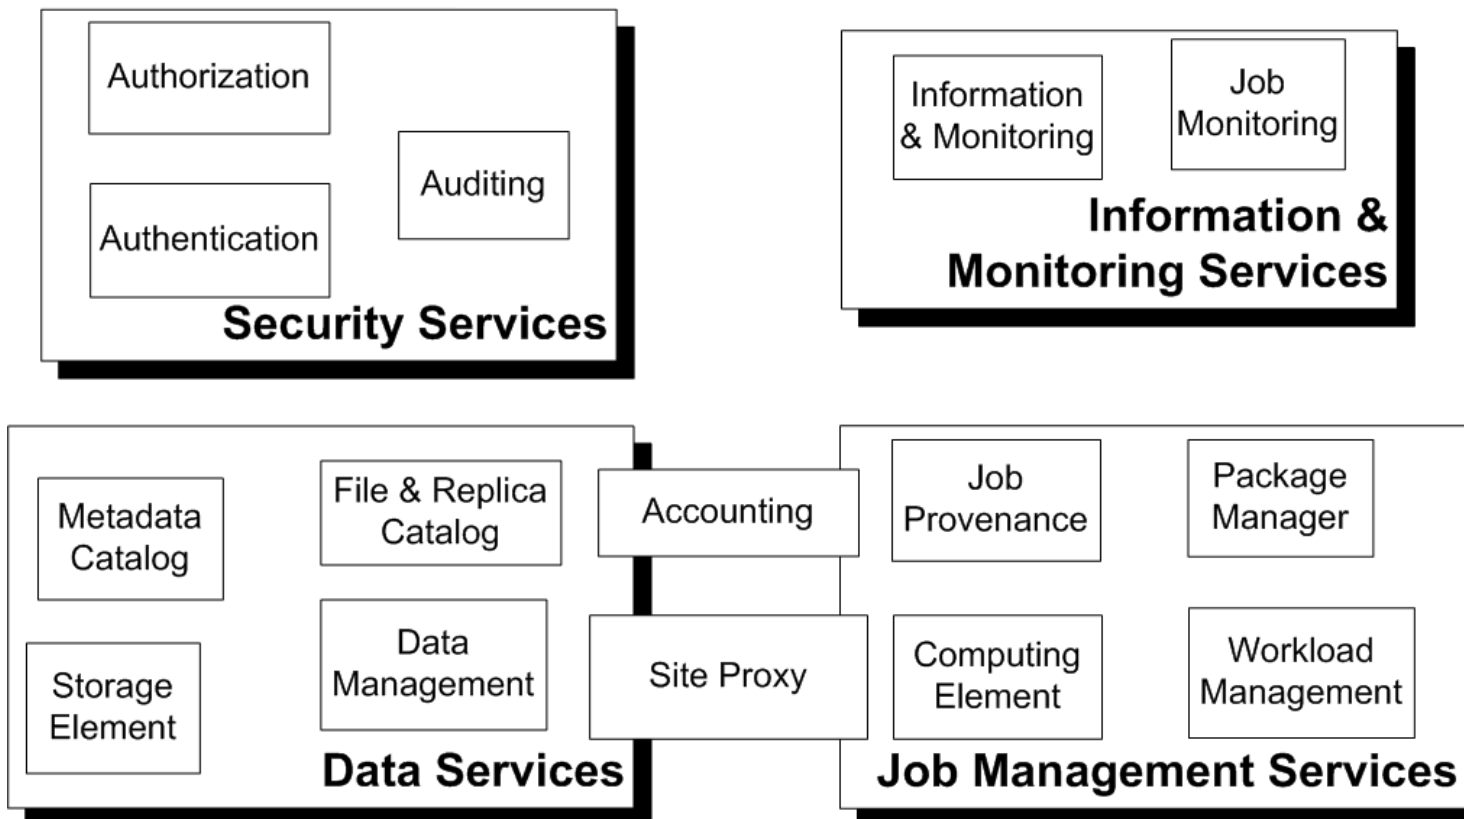 Authorization
Auditing
Authentication
Security Services
Information
& Monitoring
Job
Monitoring
Information &
Monitoring Services
Metadata
Catalog
File & Replica
Catalog
Storage
Element
Data
Management
Data Services
Accounting
Site Proxy
Job
Provenance
Package
Manager
Computing
Element
Workload
Management
Job Management Services